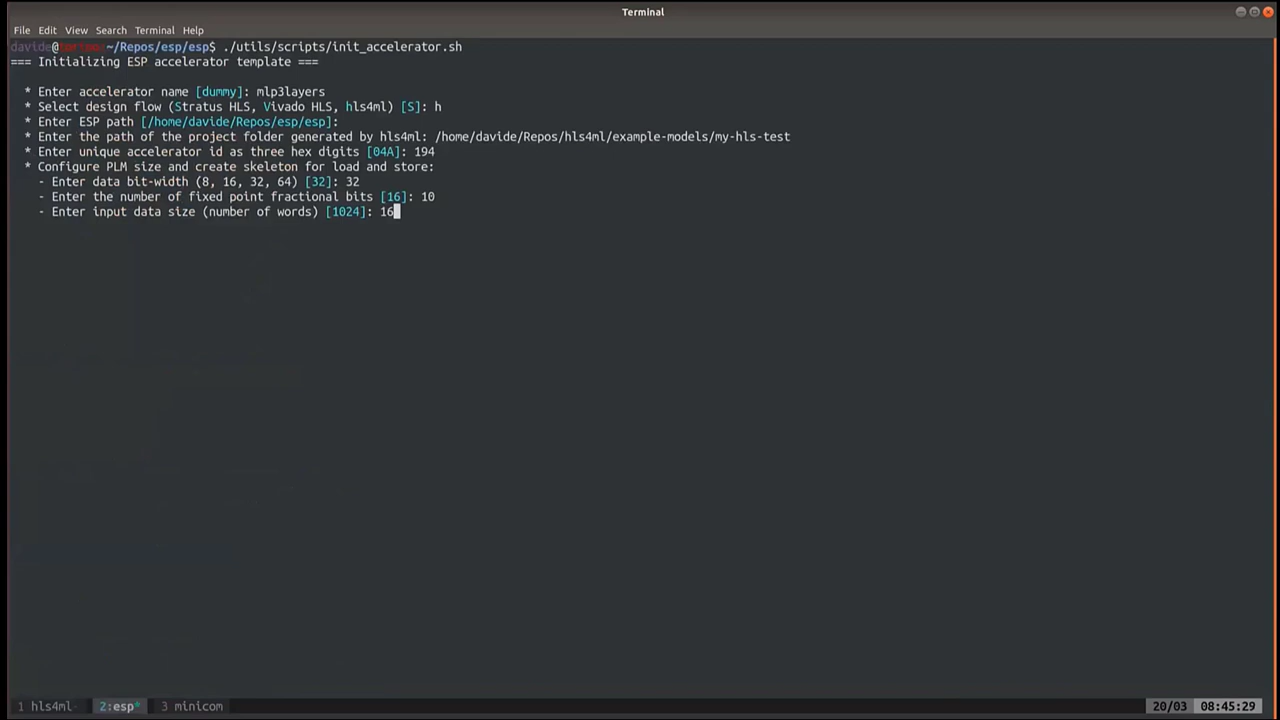 Terminal
File Edit View Search Terminal Help
davide@ :~/Repos/esp/esp$ ./utils/scripts/init_accelerator.sh
=== Initializing ESP accelerator template ===
* Enter accelerator name [dummy]: mlp3layers
* Select design flow (Stratus HLS, Vivado HLS, hls4ml) [S]: h
* Enter ESP path [/home/davide/Repos/esp/esp]:
* Enter the path of the project folder generated by hls4ml: /home/davide/Repos/hls4ml/example-models/my-hls-test
* Enter unique accelerator id as three hex digits [04A]: 194
* Configure PLM size and create skeleton for load and store:
- Enter data bit-width (8, 16, 32, 64) [32]: 32
- Enter the number of fixed point fractional bits [16]: 10
- Enter input data size (number of words) [1024]: 16
1 hls4ml- 2:esp* 3 minicom 20/03 08:45:29